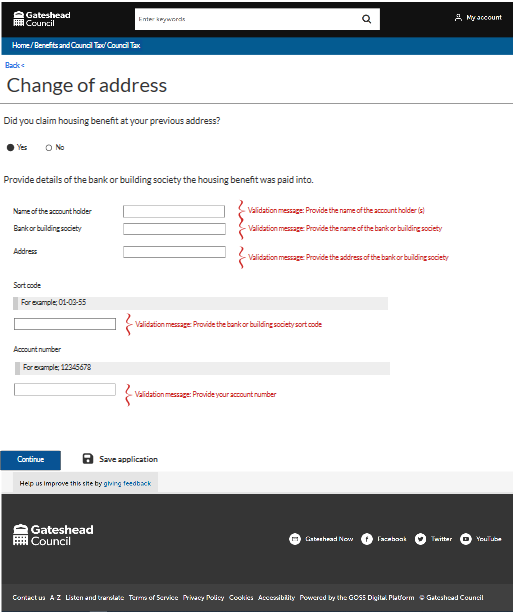 Gateshead
Council
Enter keywords
My account
Home / Benefits and Council Tax/ Council Tax
Back <
Change of address
Did you claim housing benefit at your previous address?
Yes No
Provide details of the bank or building society the housing benefit was paid into.
Name of the account holder Validation message: Provide the name of the account holder (s)
Bank or building society Validation message: Provide the name of the bank or building society
Address Validation message: Provide the address of the bank or building society
Sort code
For example; 01-03-55
Validation message: Provide the bank or building society sort code
Account number
For example; 12345678
Validation message: Provide your account number
Continue Save application
Help us improve this site by giving feedback
Gateshead
Council
Gateshead Now Facebook Twitter YouTube
Contact us A-Z Listen and translate Terms of Service Privacy Policy Cookies Accessibility Powered by the GOSS Digital Platform © Gateshead Council